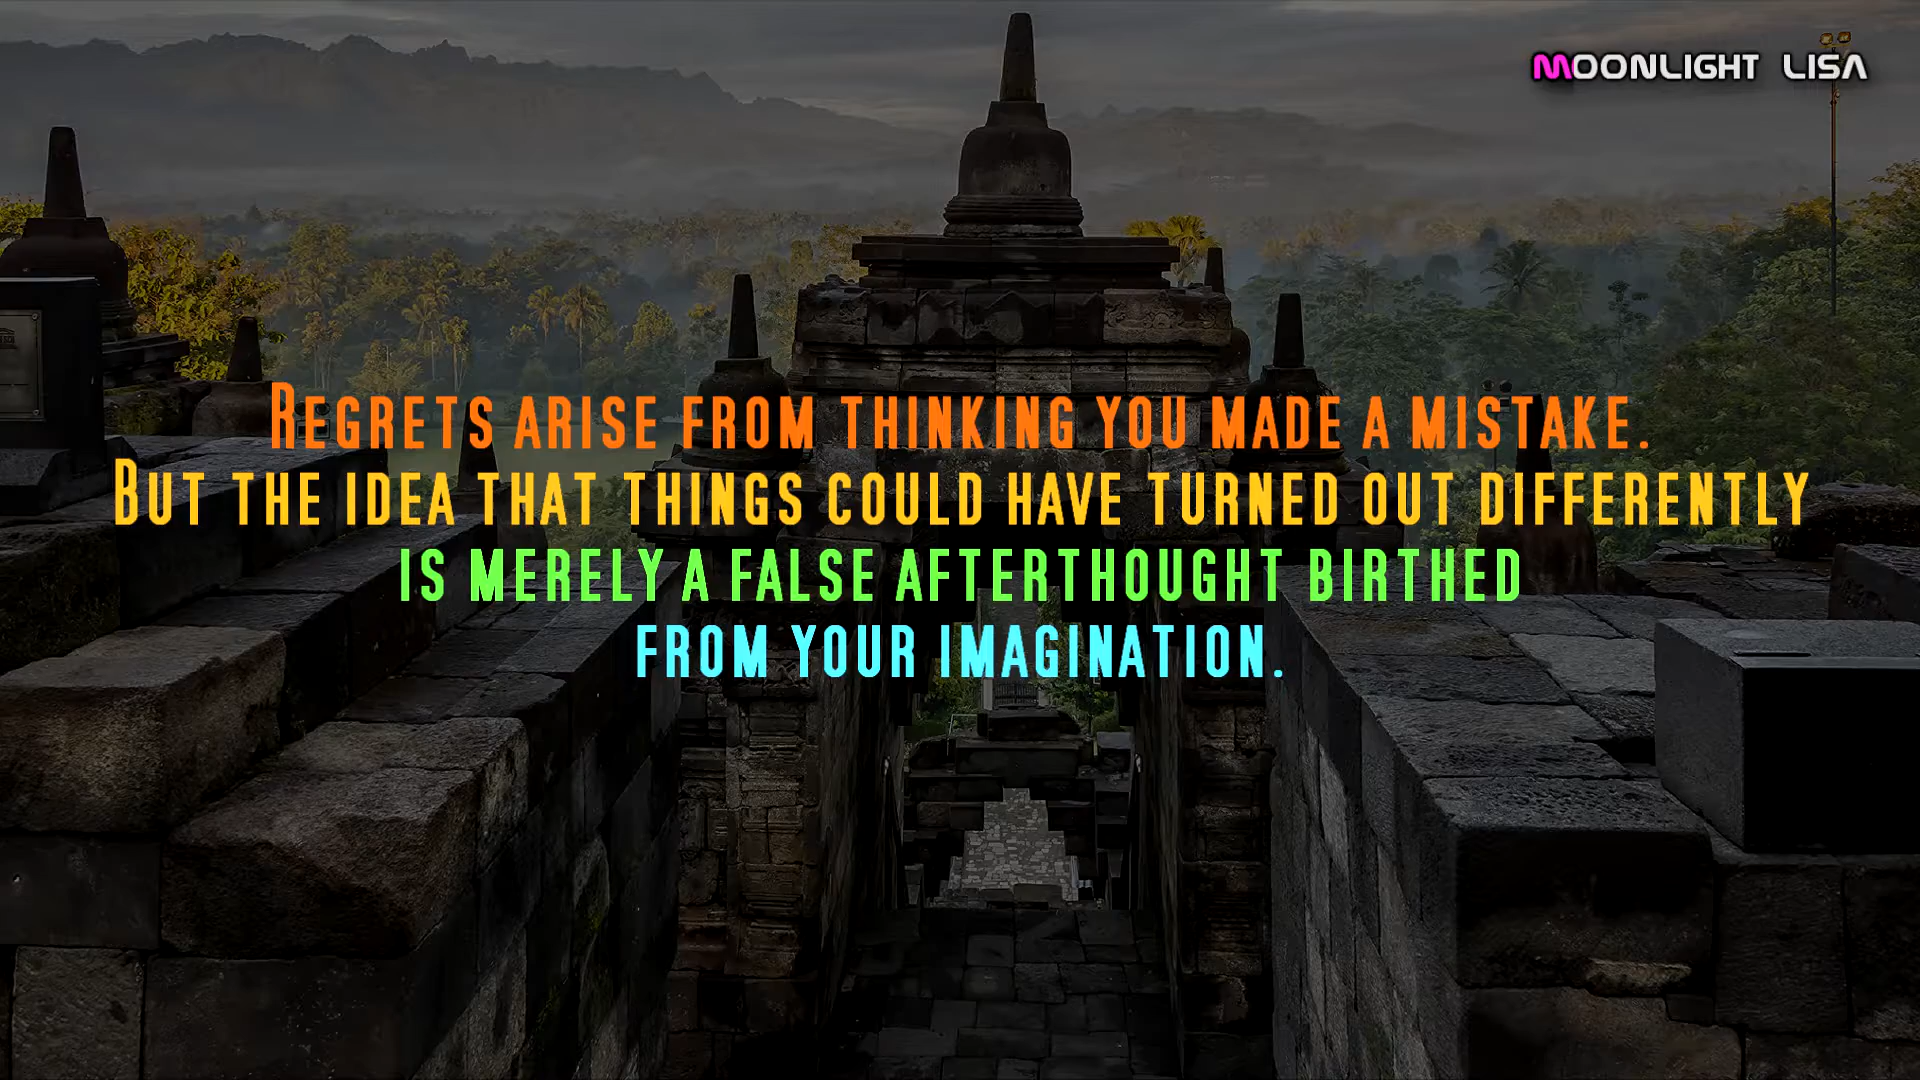 MOONLIGHT LISA
REGRETS ARISE FROM THINKING YOU MADE A MISTAKE.
BUT THE IDEA THAT THINGS COULD HAVE TURNED OUT DIFFERENTLY
IS MERELY A FALSE AFTERTHOUGHT BIRTHED
FROM YOUR IMAGINATION.